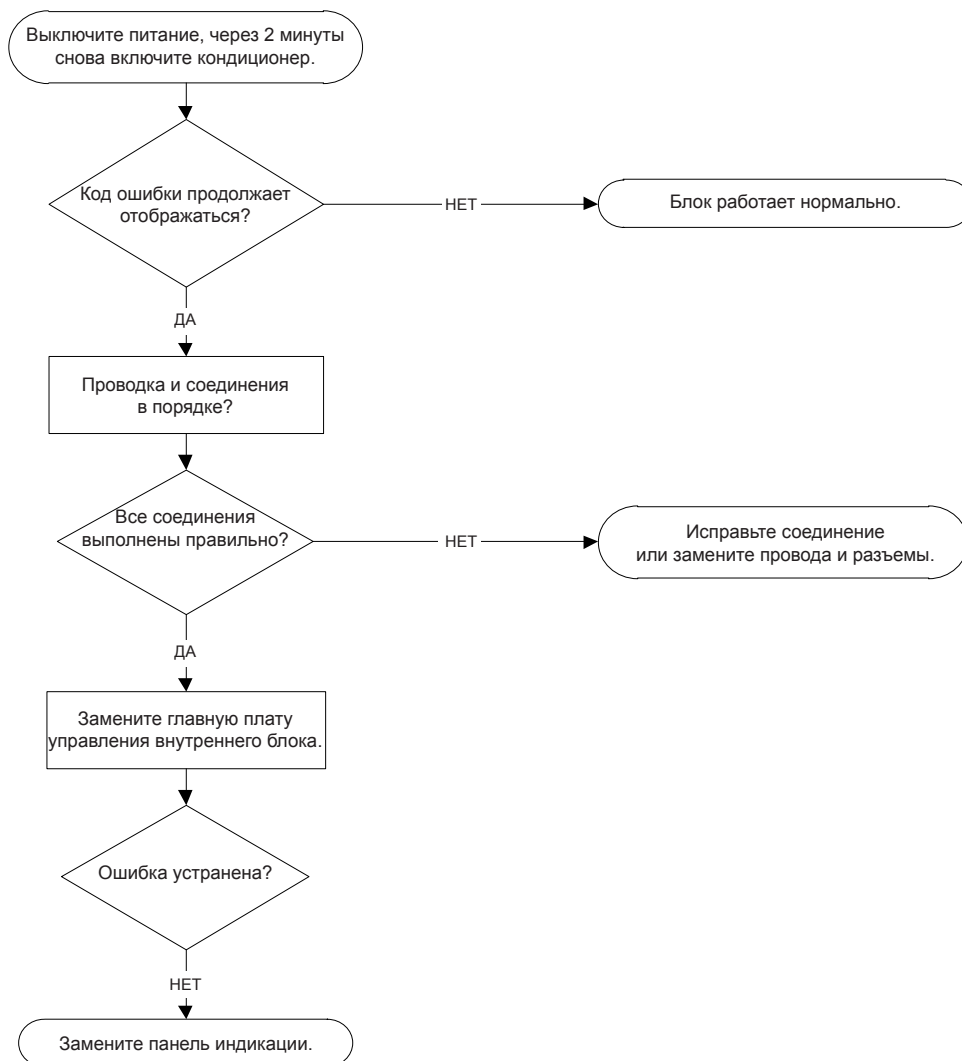 Выключите питание, через 2 минуты
снова включите кондиционер.
Код ошибки продолжает
отображаться?
НЕТ
Блок работает нормально.
ДА
Проводка и соединения
в порядке?
Все соединения
выполнены правильно?
НЕТ
Исправьте соединение
или замените провода и разъемы.
ДА
Замените главную плату
управления внутреннего блока.
Ошибка устранена?
НЕТ
Замените панель индикации.